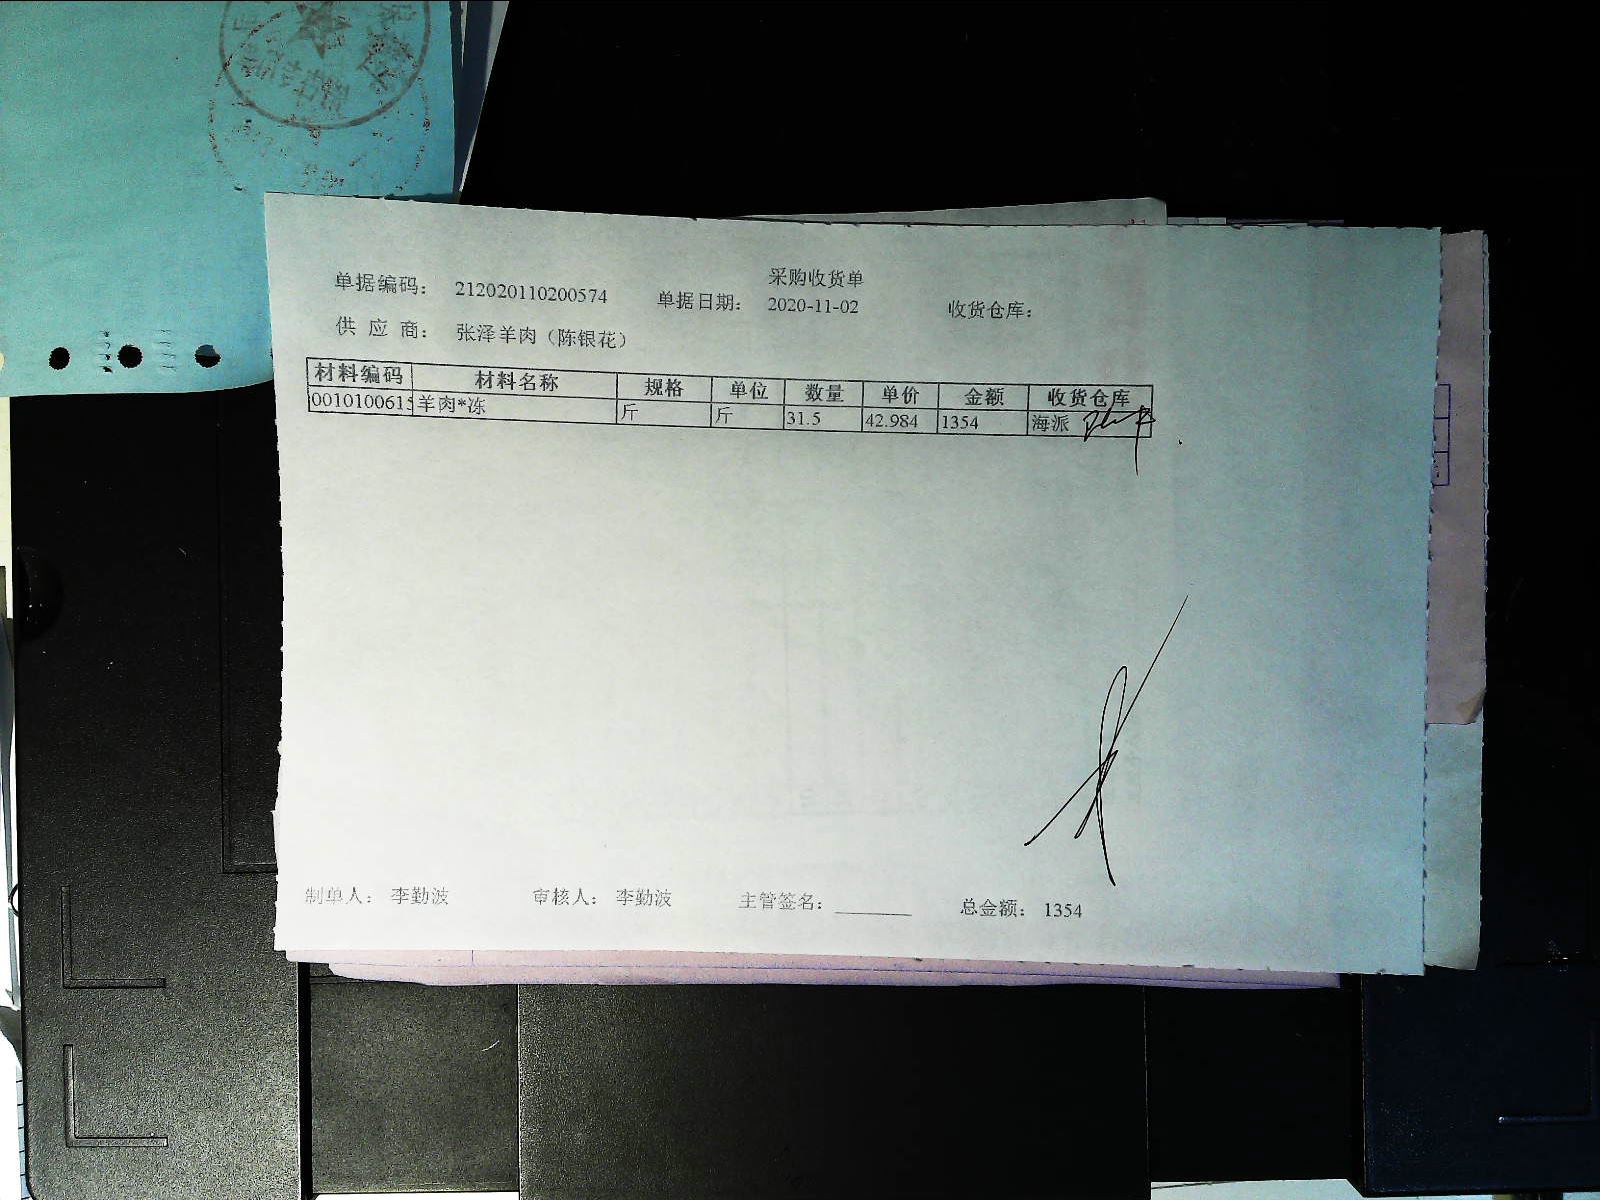 采购收货单
单据编码： 212020110200574 单据日期： 2020-11-02 收货仓库：
供 应 商： 张泽羊肉（陈银花）
材料编码 材料名称 规格 单位 数量 单价 金额 收货仓库
0010100615 羊肉*冻 斤 斤 31.5 42.984 1354 海派
制单人： 李勤波 审核人： 李勤波 主管签名： ________ 总金额： 1354